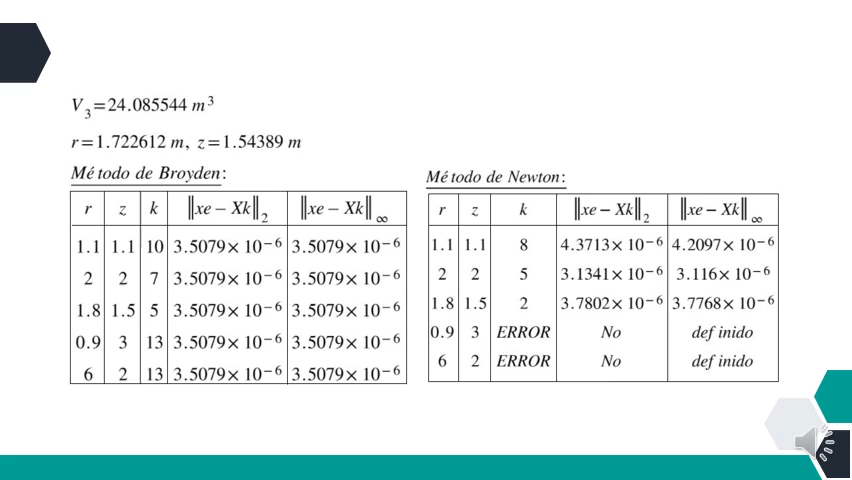 V₃=24.085544 m³
r=1.722612 m, z=1.54389 m
Método de Broyden:
r z k ‖xe − Xk‖₂ ‖xe − Xk‖∞
1.1 1.1 10 3.5079×10⁻⁶ 3.5079×10⁻⁶
2 2 7 3.5079×10⁻⁶ 3.5079×10⁻⁶
1.8 1.5 5 3.5079×10⁻⁶ 3.5079×10⁻⁶
0.9 3 13 3.5079×10⁻⁶ 3.5079×10⁻⁶
6 2 13 3.5079×10⁻⁶ 3.5079×10⁻⁶
Método de Newton:
r z k ‖xe − Xk‖₂ ‖xe − Xk‖∞
1.1 1.1 8 4.3713×10⁻⁶ 4.2097×10⁻⁶
2 2 5 3.1341×10⁻⁶ 3.116×10⁻⁶
1.8 1.5 2 3.7802×10⁻⁶ 3.7768×10⁻⁶
0.9 3 ERROR No definido
6 2 ERROR No definido